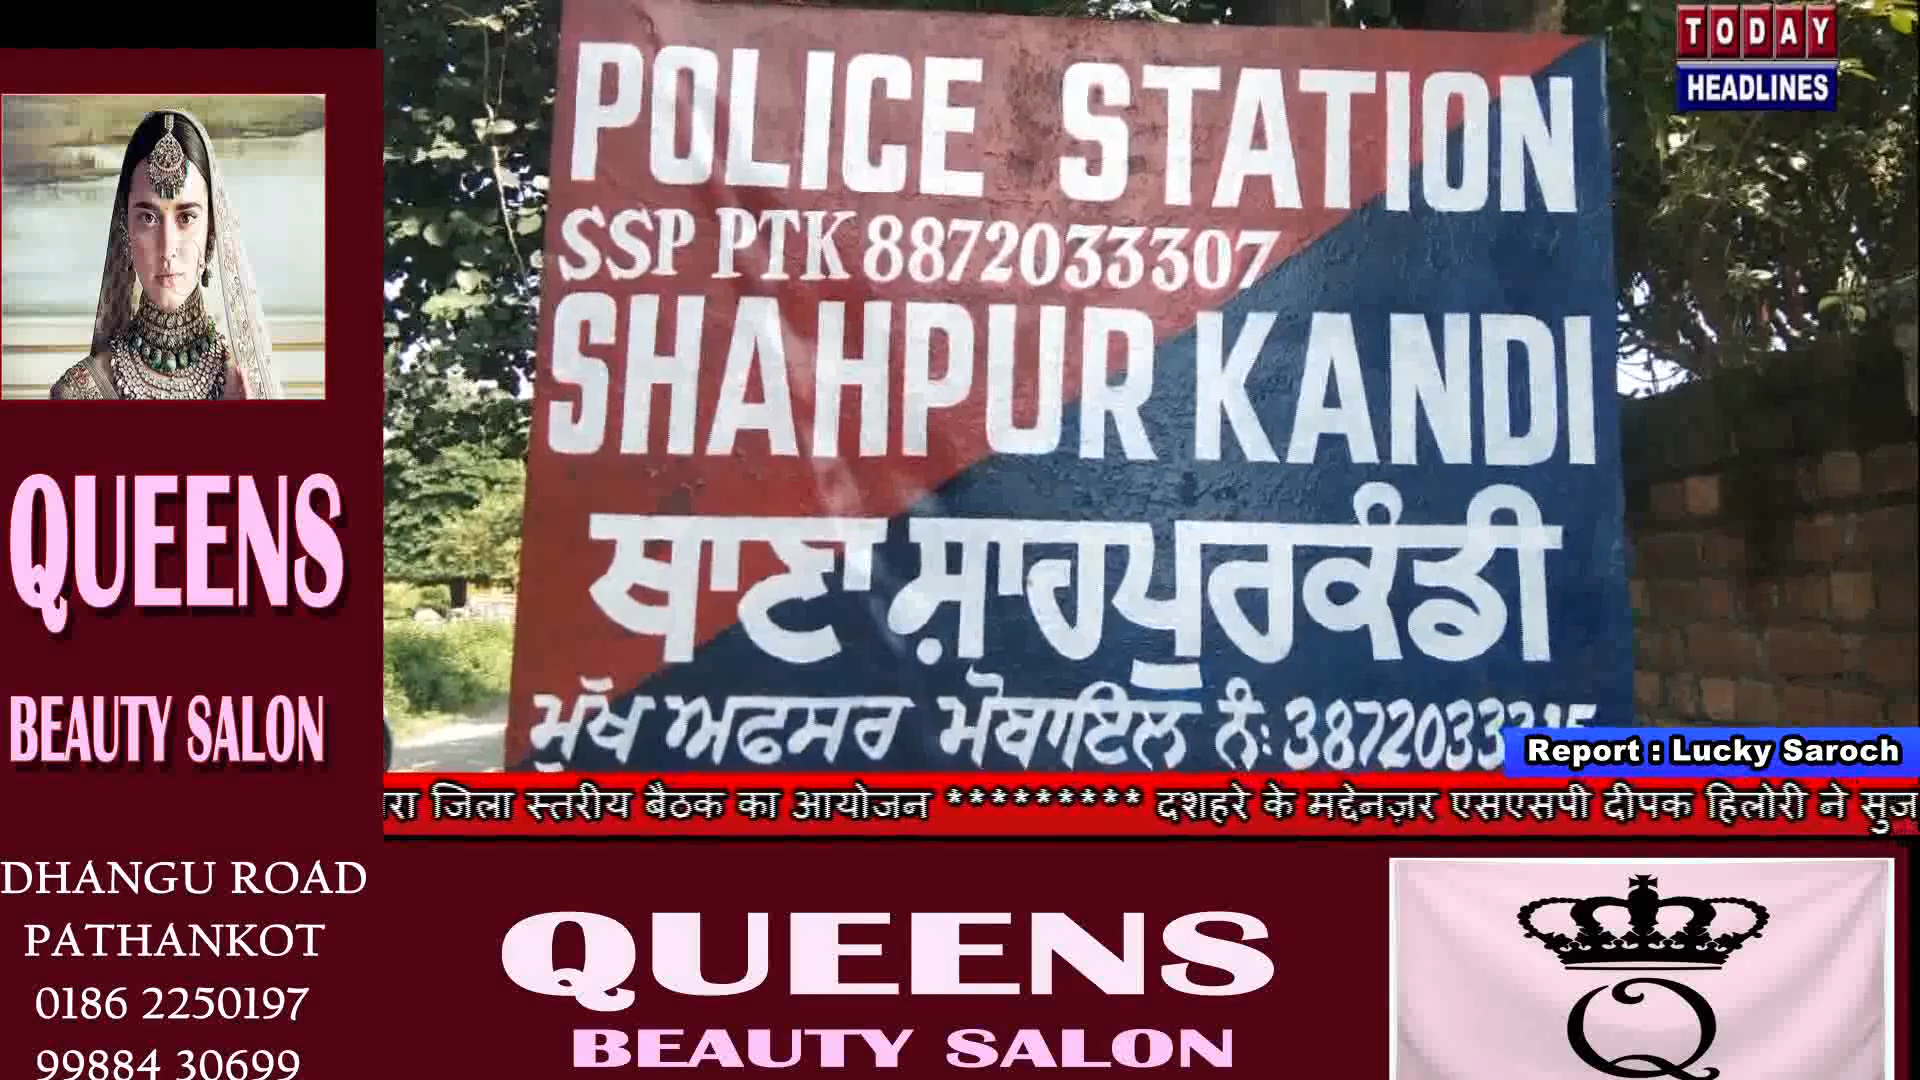 TODAY
HEADLINES
POLICE STATION
SSP PTK 8872033307
SHAHPUR KANDI
ਥਾਣਾ ਸ਼ਾਹਪੁਰਕੰਡੀ
ਮੁੱਖ ਅਫਸਰ ਮੋਬਾਇਲ ਨੰ:
Report : Lucky Saroch
जिला स्तरीय बैठक का आयोजन ********* दशहरे के मद्देनज़र एसएसपी दीपक हिलोरी ने
QUEENS
BEAUTY SALON
DHANGU ROAD
PATHANKOT
0186 2250197
99884 30699
QUEENS
BEAUTY SALON
Q